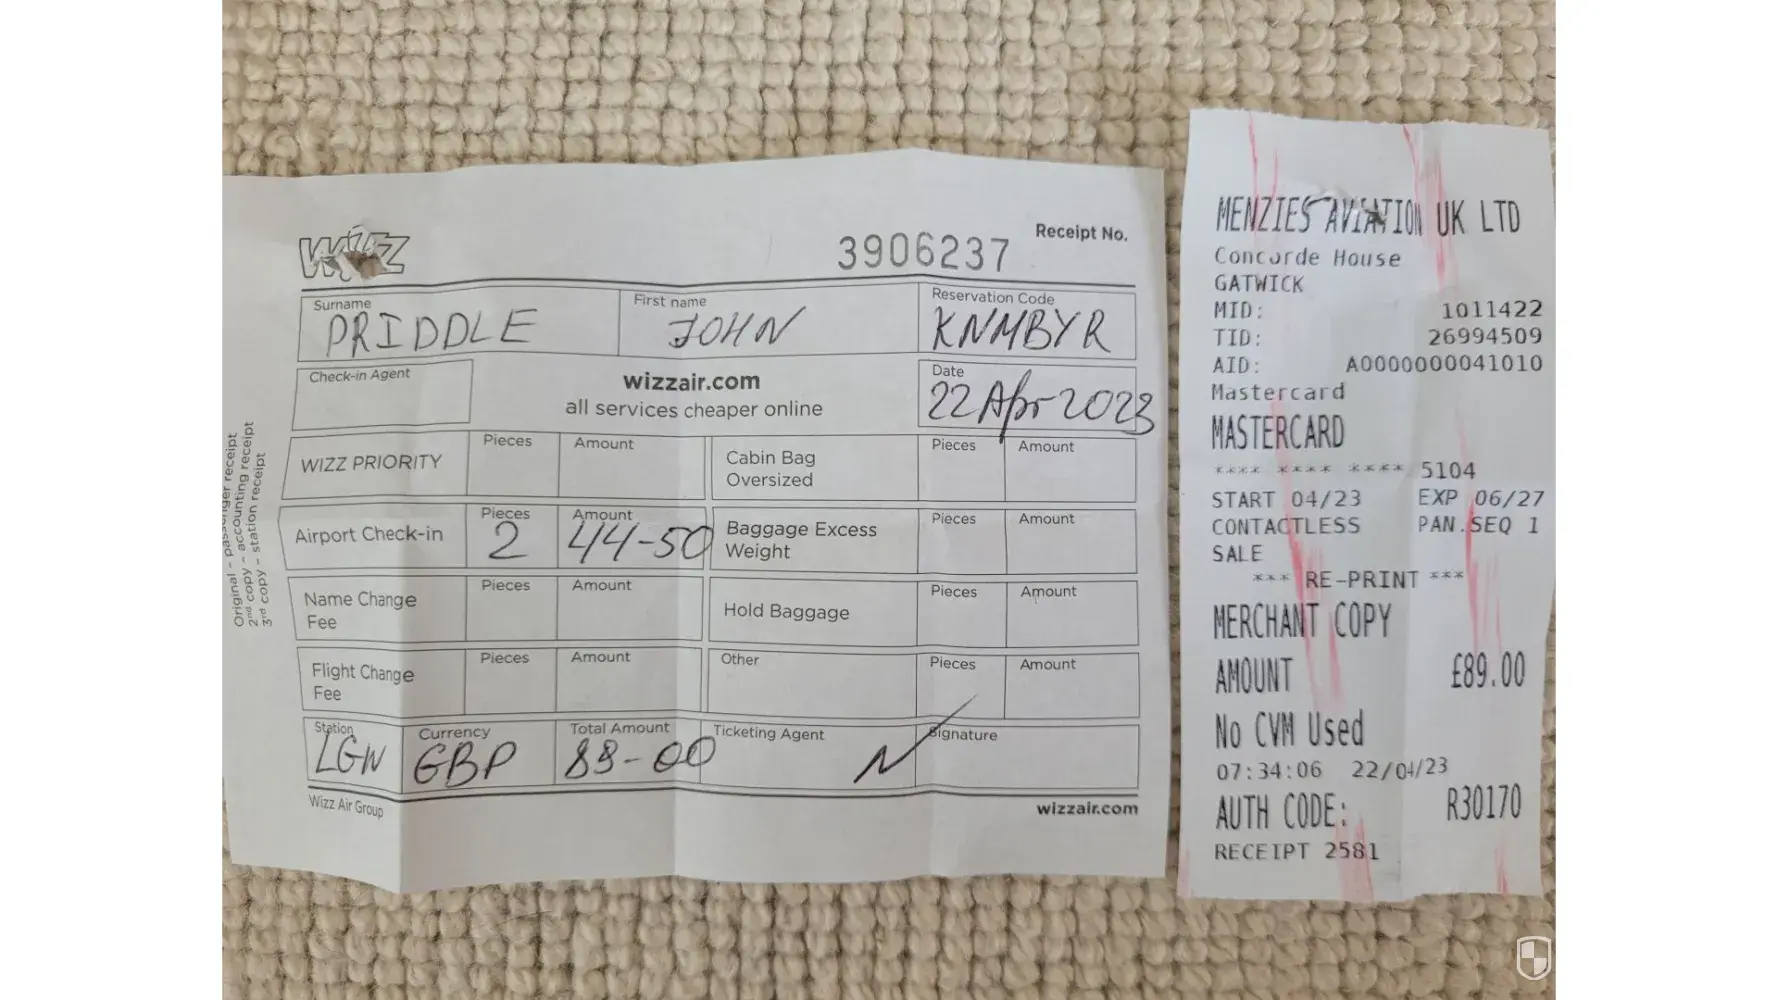 WIZZ
3906237 Receipt No.
Surname First name Reservation Code
PRIDDLE JOHN KNMBYR
Check-in Agent wizzair.com Date
all services cheaper online 22 Apr 2023
WIZZ PRIORITY Pieces Amount Cabin Bag Oversized Pieces Amount
Airport Check-in Pieces 2 Amount 44-50 Baggage Excess Weight Pieces Amount
Name Change Fee Pieces Amount Hold Baggage Pieces Amount
Flight Change Fee Pieces Amount Other Pieces Amount
Station Currency Total Amount Ticketing Agent Signature
LGW GBP 89-00
Wizz Air Group wizzair.com
Original - passenger receipt
2nd copy - accounting receipt
3rd copy - station receipt
MENZIES AVIATION UK LTD
Concorde House
GATWICK
MID: 1011422
TID: 26994509
AID: A0000000041010
Mastercard
MASTERCARD
**** **** **** 5104
START 04/23 EXP 06/27
CONTACTLESS PAN.SEQ 1
SALE
*** RE-PRINT ***
MERCHANT COPY
AMOUNT £89.00
No CVM Used
07:34:06 22/04/23
AUTH CODE: R30170
RECEIPT 2581